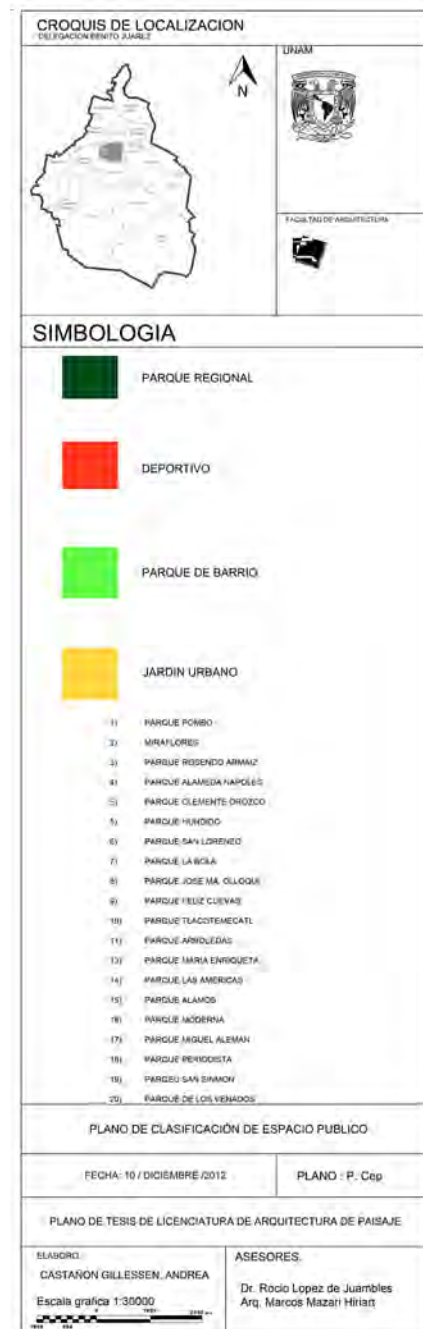 CROQUIS DE LOCALIZACION
DELEGACION BENITO JUAREZ
N
UNAM
FACULTAD DE ARQUITECTURA
SIMBOLOGIA
PARQUE REGIONAL
DEPORTIVO
PARQUE DE BARRIO
JARDIN URBANO
1) PARQUE POMBO
2) MIRAFLORES
3) PARQUE ROSENDO ARMAIZ
4) PARQUE ALAMEDA NAPOLES
5) PARQUE CLEMENTE OROZCO
5) PARQUE HUNDIDO
6) PARQUE SAN LORENZO
7) PARQUE LA BOLA
8) PARQUE JOSE MA. OLLOQUI
9) PARQUE FELIZ CUEVAS
10) PARQUE TLACOTEMECATL
11) PARQUE ARBOLEDAS
13) PARQUE MARIA ENRIQUETA
14) PARQUE LAS AMERICAS
15) PARQUE ALAMOS
16) PARQUE MODERNA
17) PARQUE MIGUEL ALEMAN
18) PARQUE PERIODISTA
19) PARQEU SAN SINMON
20) PARQUE DE LOS VENADOS
PLANO DE CLASIFICACIÓN DE ESPACIO PUBLICO
FECHA: 10 / DICIEMBRE /2012
PLANO : P. Cep
PLANO DE TESIS DE LICENCIATURA DE ARQUITECTURA DE PAISAJE
ELABORO:
CASTAÑON GILLESSEN, ANDREA
Escala grafica 1:30000
ASESORES.
Dr. Rocio Lopez de Juambles
Arq. Marcos Mazari Hiriart